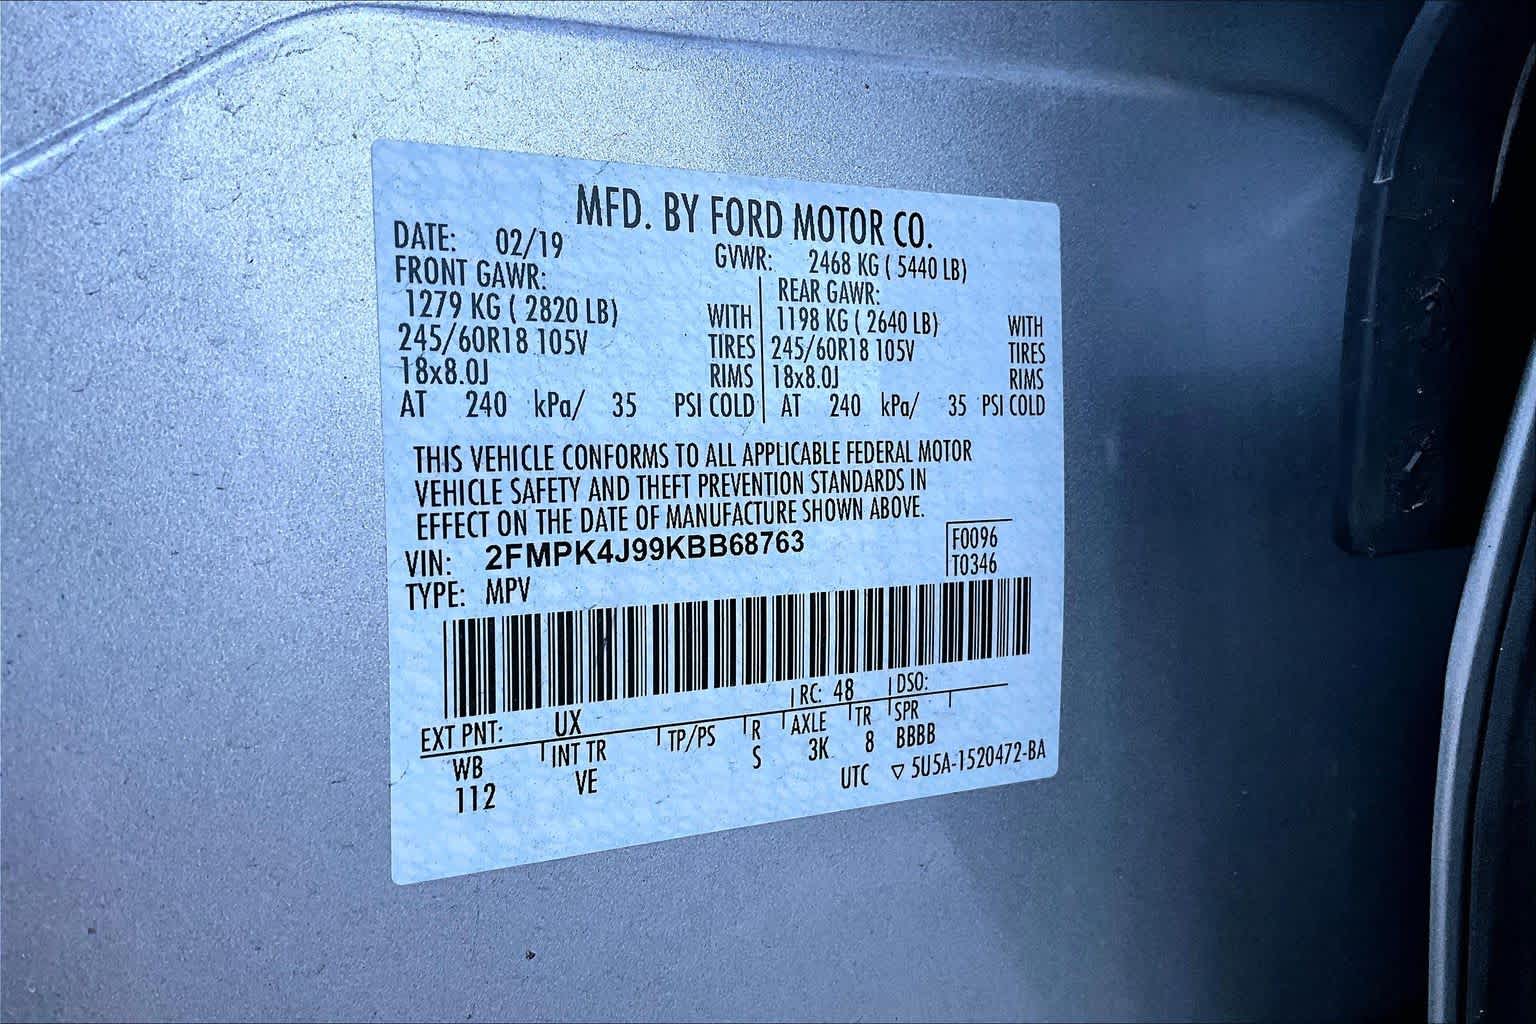 MFD. BY FORD MOTOR CO.
DATE: 02/19 GVWR: 2468 KG ( 5440 LB)
FRONT GAWR: REAR GAWR:
1279 KG ( 2820 LB) WITH 1198 KG ( 2640 LB) WITH
245/60R18 105V TIRES 245/60R18 105V TIRES
18x8.0J RIMS 18x8.0J RIMS
AT 240 kPa/ 35 PSI COLD AT 240 kPa/ 35 PSI COLD
THIS VEHICLE CONFORMS TO ALL APPLICABLE FEDERAL MOTOR
VEHICLE SAFETY AND THEFT PREVENTION STANDARDS IN
EFFECT ON THE DATE OF MANUFACTURE SHOWN ABOVE.
VIN: 2FMPK4J99KBB68763 F0096
TYPE: MPV T0346
EXT PNT: UX RC: 48 DSO:
WB INT TR TP/PS R AXLE TR SPR
112 VE S 3K 8 BBBB
UTC ▽ 5U5A-1520472-BA